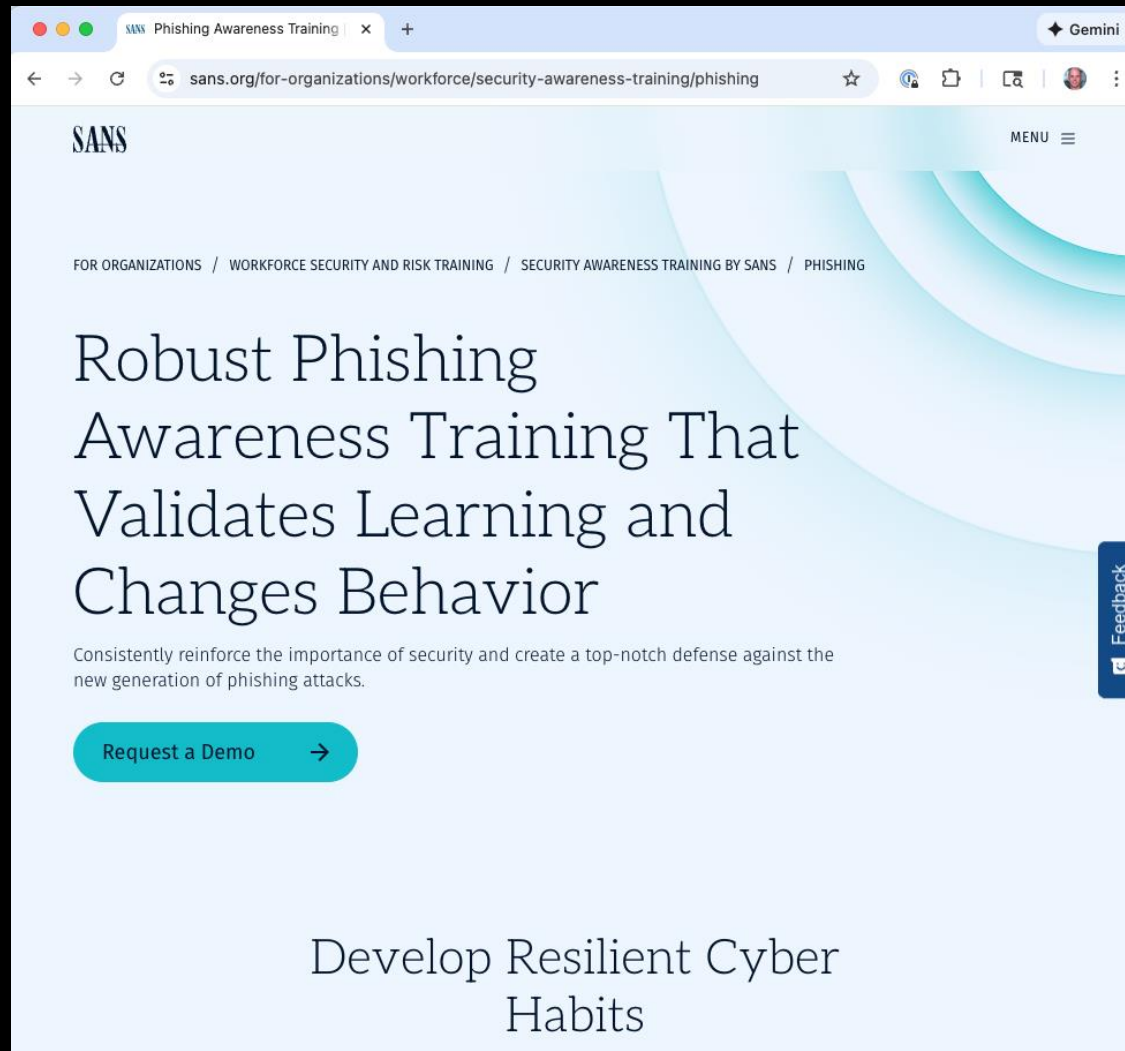 SANS Phishing Awareness Training
Gemini
sans.org/for-organizations/workforce/security-awareness-training/phishing
SANS
MENU
FOR ORGANIZATIONS / WORKFORCE SECURITY AND RISK TRAINING / SECURITY AWARENESS TRAINING BY SANS / PHISHING
Robust Phishing
Awareness Training That
Validates Learning and
Changes Behavior
Consistently reinforce the importance of security and create a top-notch defense against the
new generation of phishing attacks.
Request a Demo
Feedback
Develop Resilient Cyber
Habits